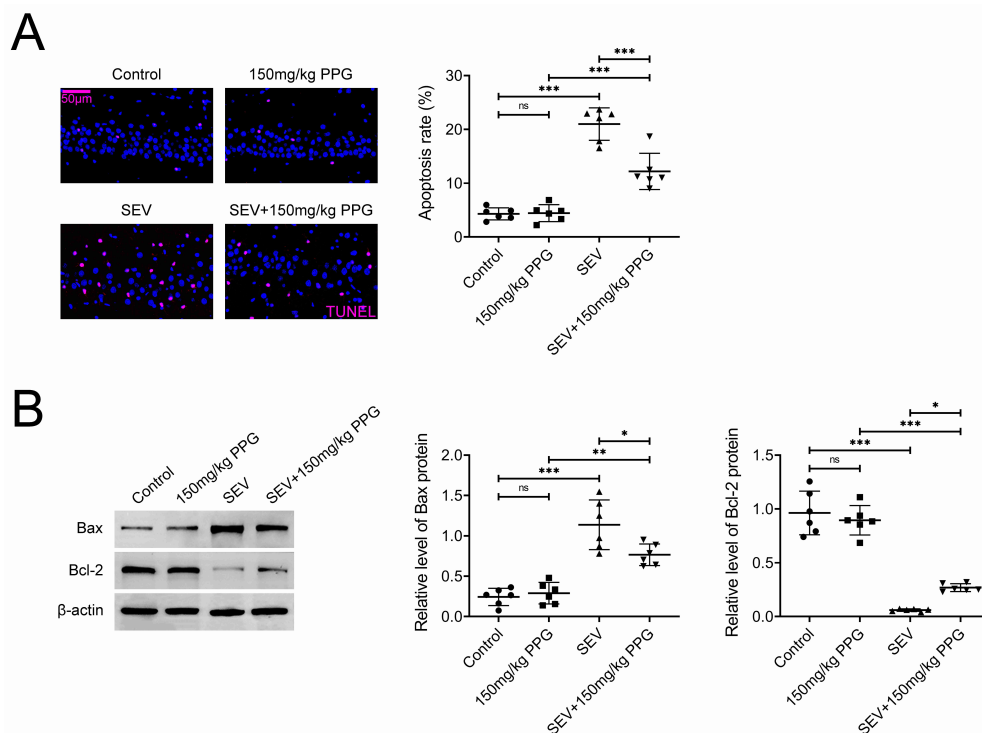 A
Control
150mg/kg PPG
50μm
SEV
SEV+150mg/kg PPG
TUNEL
Apoptosis rate (%)
30
20
10
0
***
***
***
ns
Control
150mg/kg PPG
SEV
SEV+150mg/kg PPG
B
Control
150mg/kg PPG
SEV
SEV+150mg/kg PPG
Bax
Bcl-2
β-actin
Relative level of Bax protein
2.0
1.5
1.0
0.5
0.0
*
**
***
ns
Control
150mg/kg PPG
SEV
SEV+150mg/kg PPG
Relative level of Bcl-2 protein
1.5
1.0
0.5
0.0
*
***
***
ns
Control
150mg/kg PPG
SEV
SEV+150mg/kg PPG